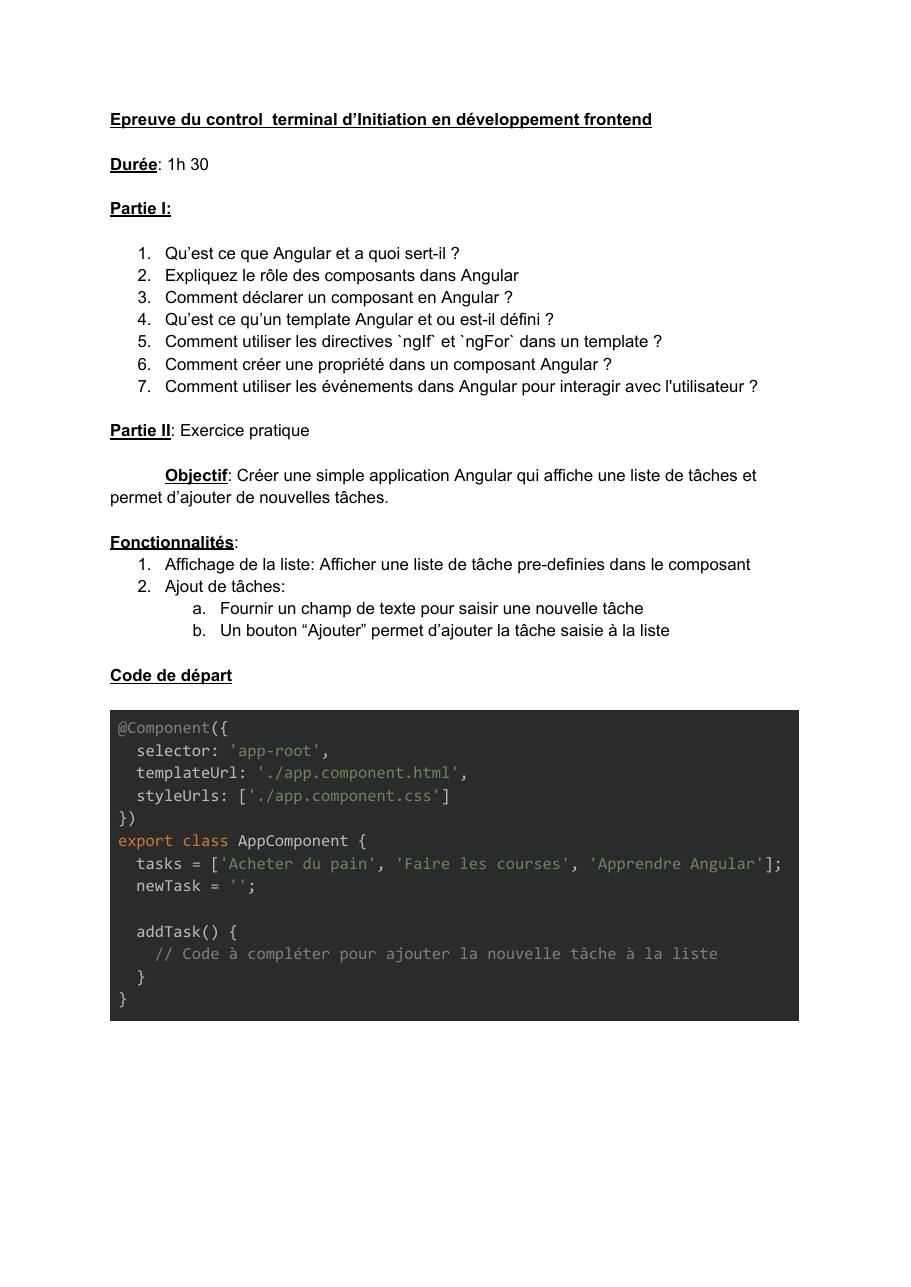 Epreuve du control  terminal d’Initiation en développement frontend
Durée: 1h 30
Partie I:
1. Qu’est ce que Angular et a quoi sert-il ?
2. Expliquez le rôle des composants dans Angular
3. Comment déclarer un composant en Angular ?
4. Qu’est ce qu’un template Angular et ou est-il défini ?
5. Comment utiliser les directives `ngIf` et `ngFor` dans un template ?
6. Comment créer une propriété dans un composant Angular ?
7. Comment utiliser les événements dans Angular pour interagir avec l'utilisateur ?
Partie II: Exercice pratique
Objectif: Créer une simple application Angular qui affiche une liste de tâches et
permet d’ajouter de nouvelles tâches.
Fonctionnalités:
1. Affichage de la liste: Afficher une liste de tâche pre-definies dans le composant
2. Ajout de tâches:
a. Fournir un champ de texte pour saisir une nouvelle tâche
b. Un bouton “Ajouter” permet d’ajouter la tâche saisie à la liste
Code de départ
@Component({
  selector: 'app-root',
  templateUrl: './app.component.html',
  styleUrls: ['./app.component.css']
})
export class AppComponent {
  tasks = ['Acheter du pain', 'Faire les courses', 'Apprendre Angular'];
  newTask = '';
  addTask() {
    // Code à compléter pour ajouter la nouvelle tâche à la liste
  }
}